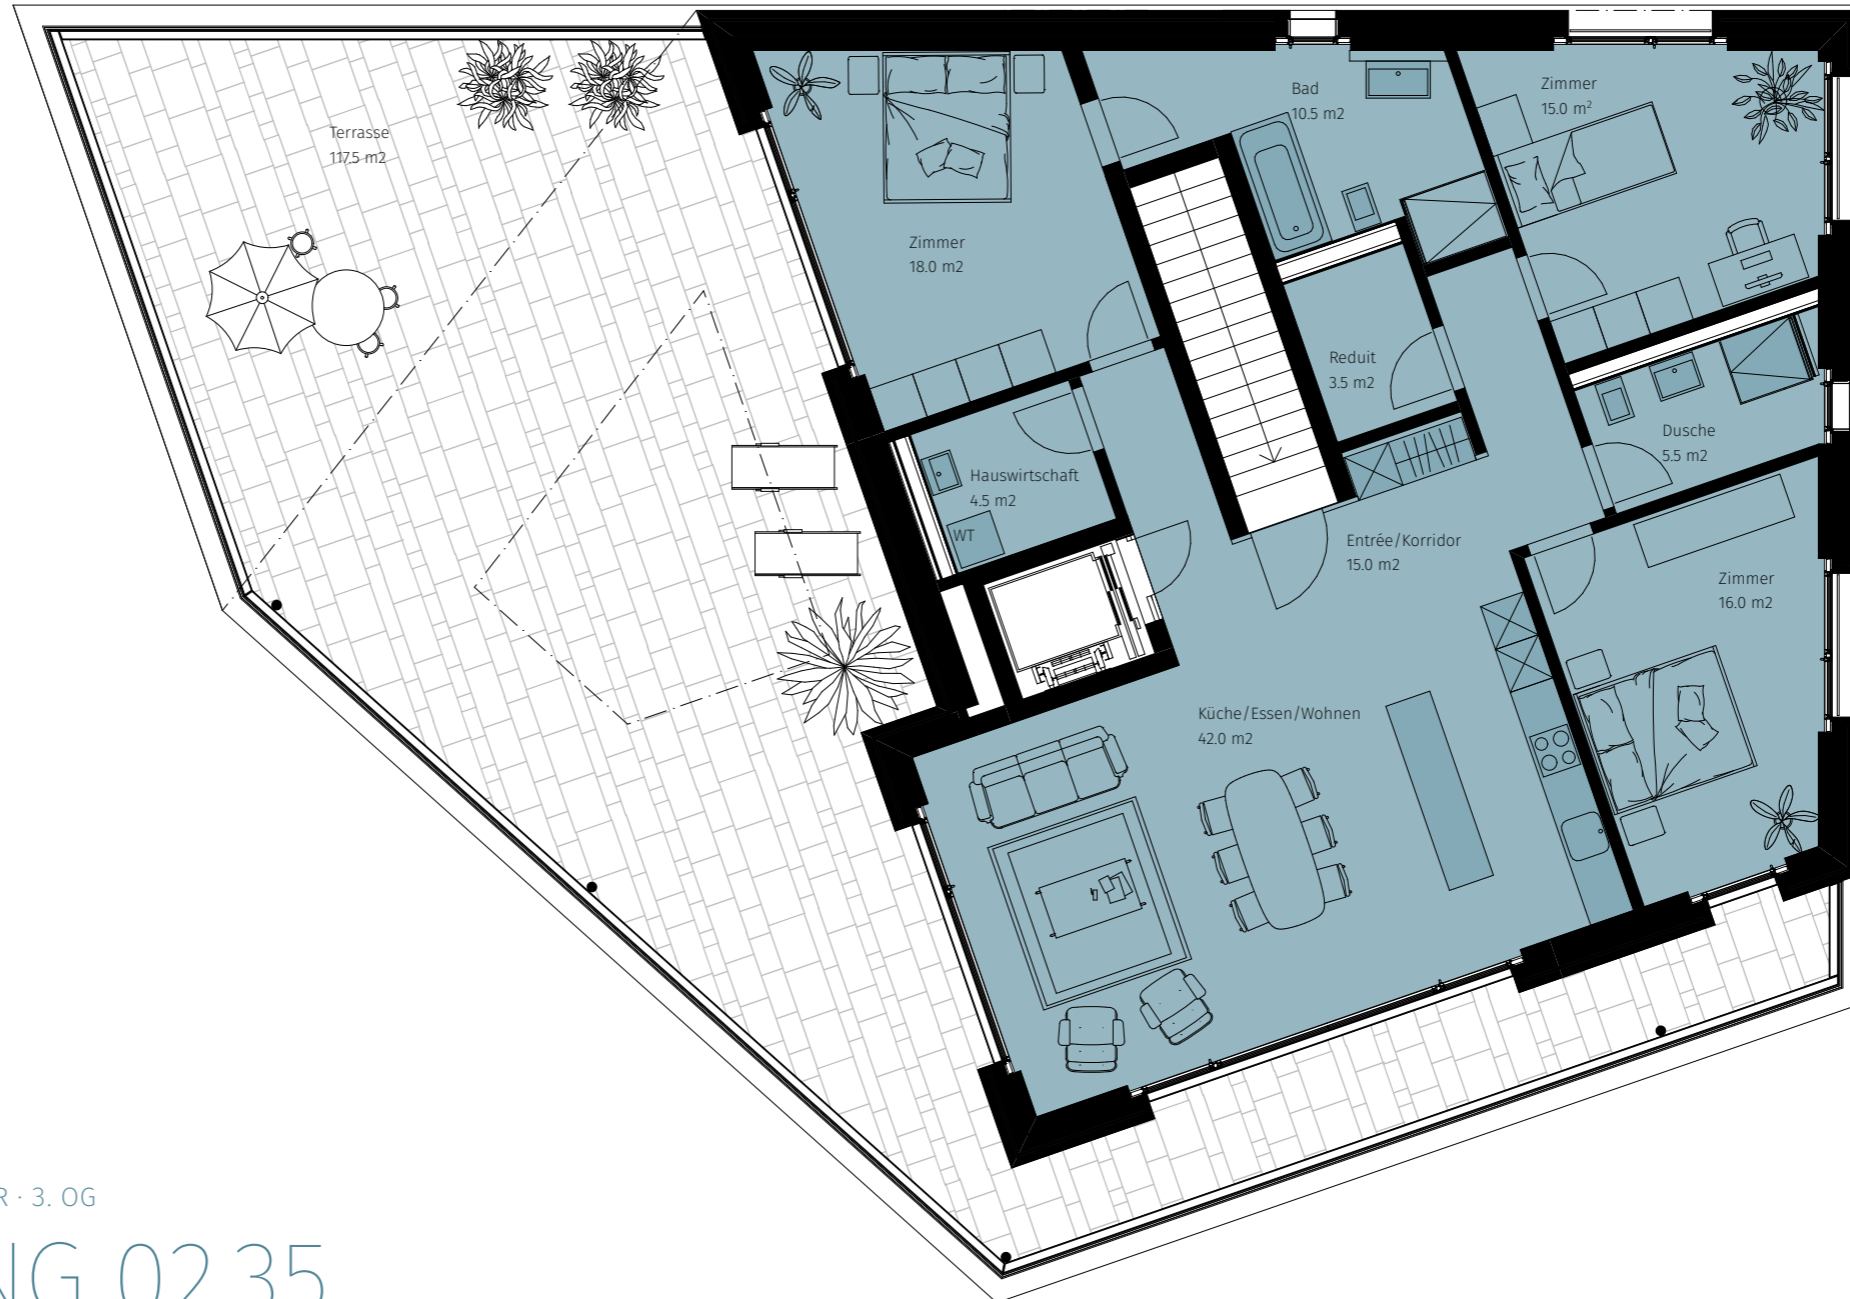 Terrasse
117.5 m2
Zimmer
18.0 m2
Bad
10.5 m2
Zimmer
15.0 m²
Reduit
3.5 m2
Dusche
5.5 m2
Hauswirtschaft
4.5 m2
WT
Entrée/Korridor
15.0 m2
Zimmer
16.0 m2
Küche/Essen/Wohnen
42.0 m2
R · 3. OG
NG 02.35